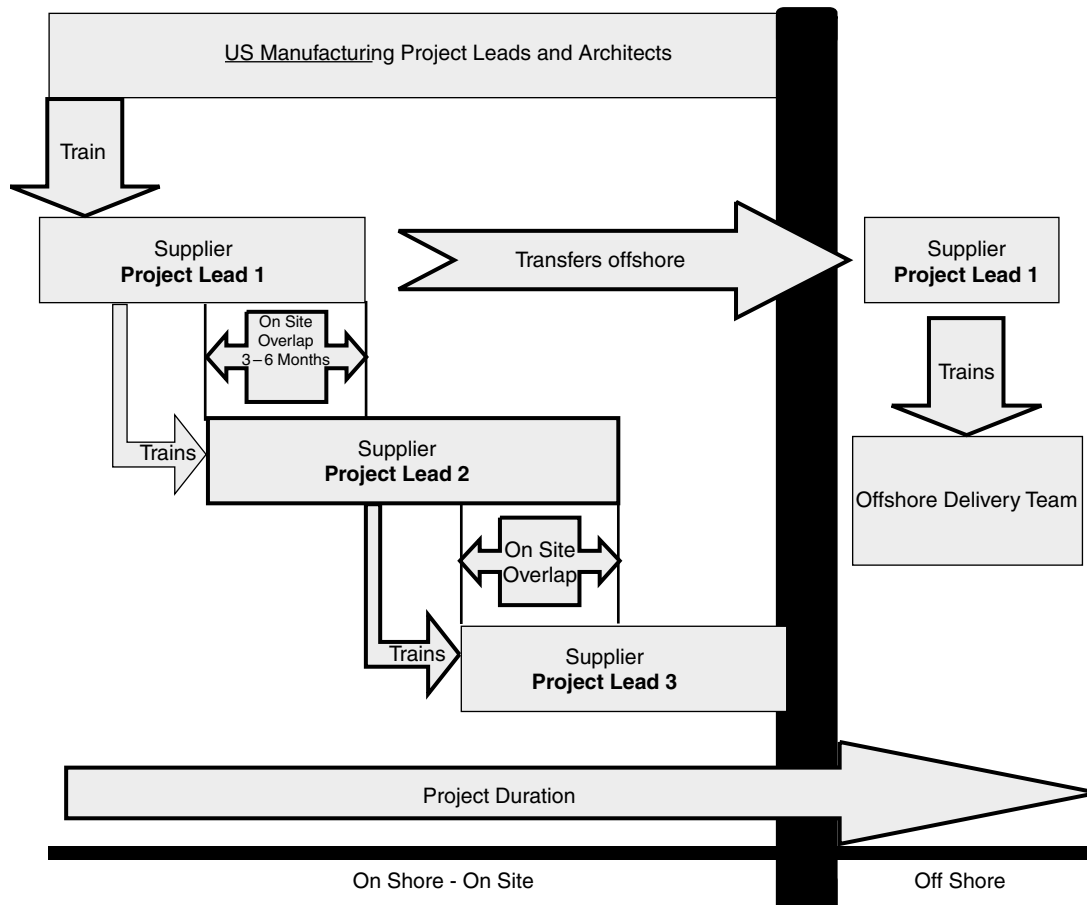 US Manufacturing Project Leads and Architects
Train
Supplier
Project Lead 1
Transfers offshore
Supplier
Project Lead 1
On Site
Overlap
3–6 Months
Trains
Trains
Supplier
Project Lead 2
Offshore Delivery Team
On Site
Overlap
Trains
Supplier
Project Lead 3
Project Duration
On Shore - On Site
Off Shore